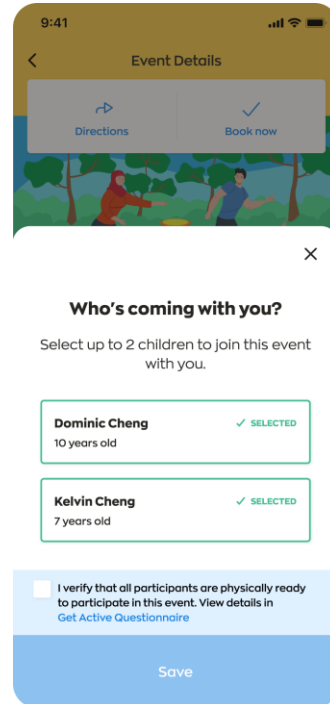 9:41
Event Details
Directions
Book now
Who's coming with you?
Select up to 2 children to join this event
with you.
Dominic Cheng
✓ SELECTED
10 years old
Kelvin Cheng
✓ SELECTED
7 years old
I verify that all participants are physically ready
to participate in this event. View details in
Get Active Questionnaire
Save